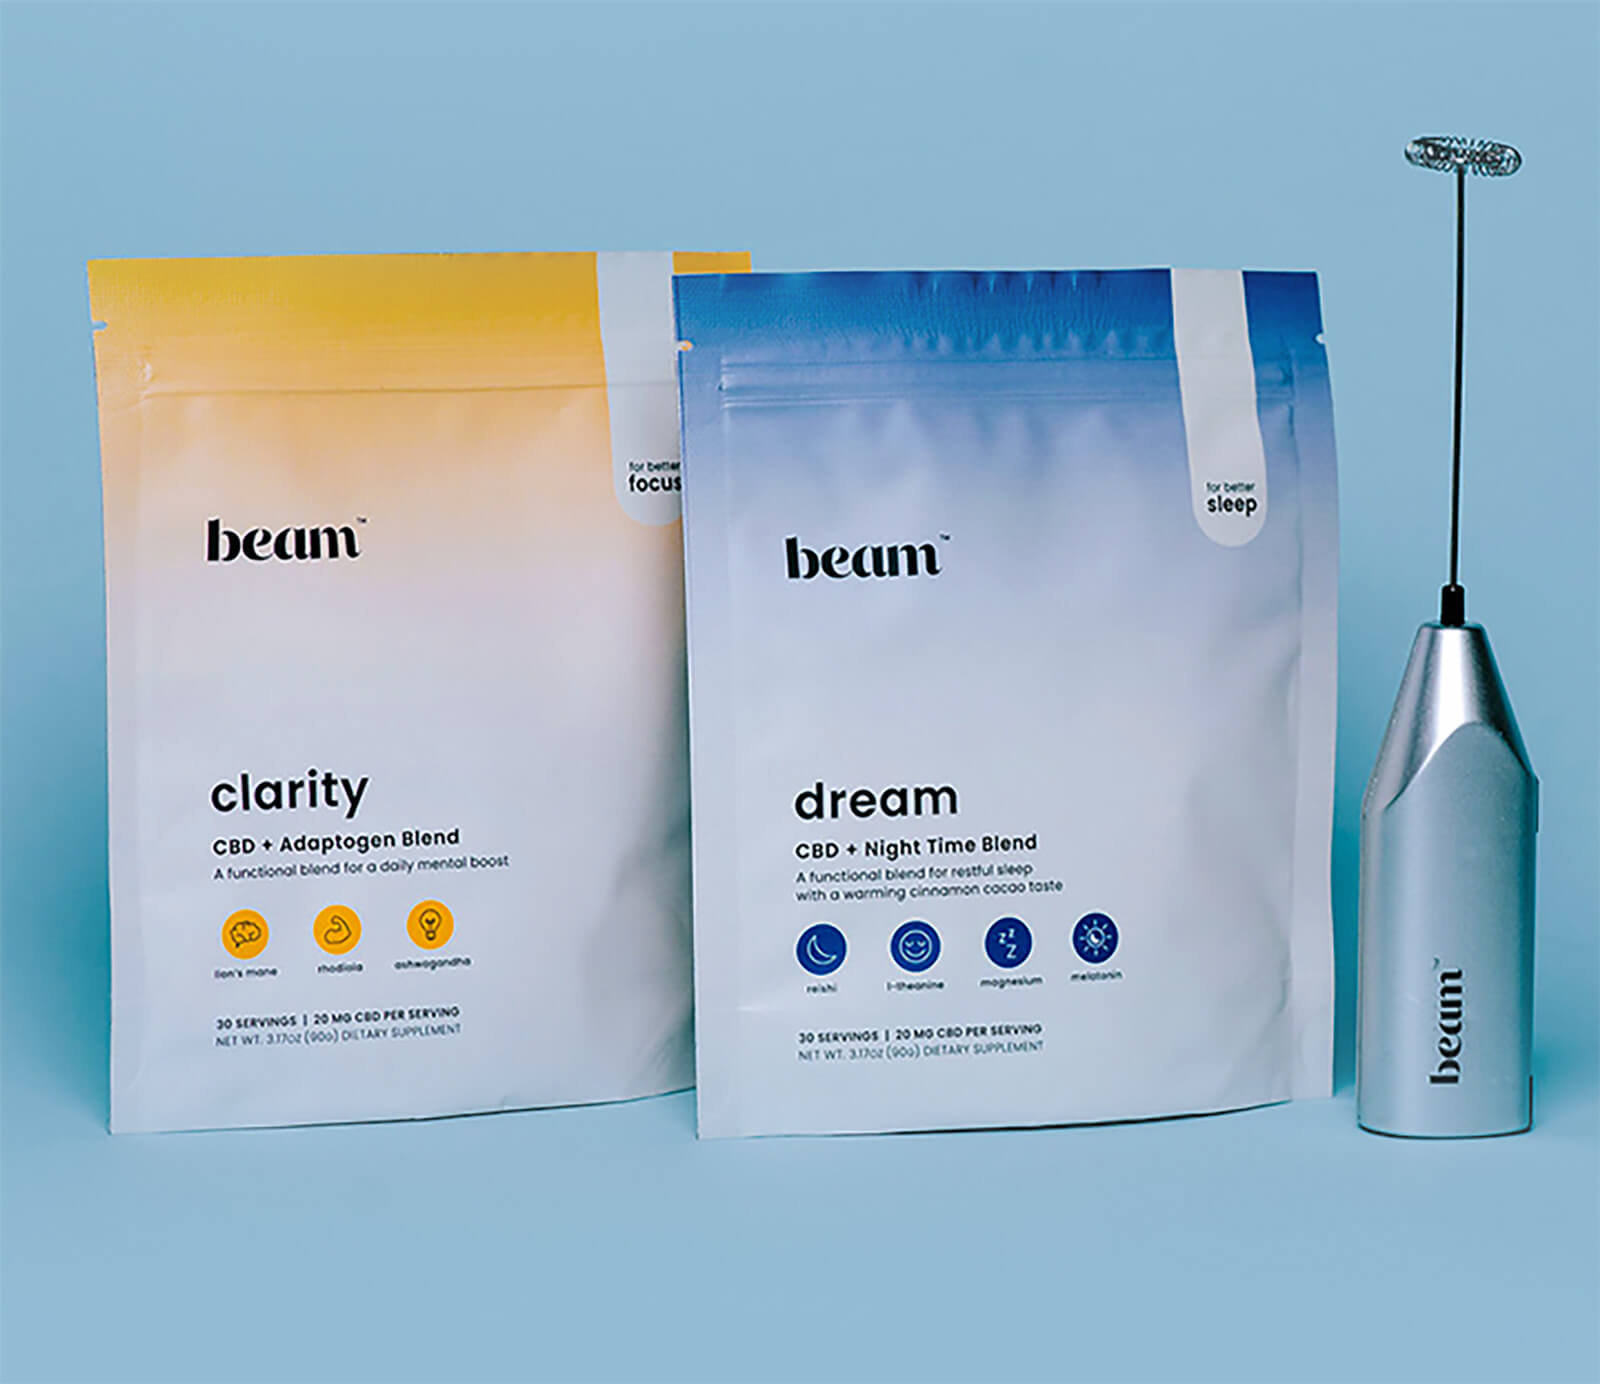 for better
focus
beam™
clarity
CBD + Adaptogen Blend
A functional blend for a daily mental boost
lion's mane
rhodiola
ashwagandha
30 SERVINGS | 20 MG CBD PER SERVING
NET WT. 3.17oz (90g) DIETARY SUPPLEMENT
for better
sleep
beam™
dream
CBD + Night Time Blend
A functional blend for restful sleep
with a warming cinnamon cacao taste
zzZ
reishi
l-theanine
magnesium
melatonin
30 SERVINGS | 20 MG CBD PER SERVING
NET WT. 3.17oz (90g) DIETARY SUPPLEMENT
beam